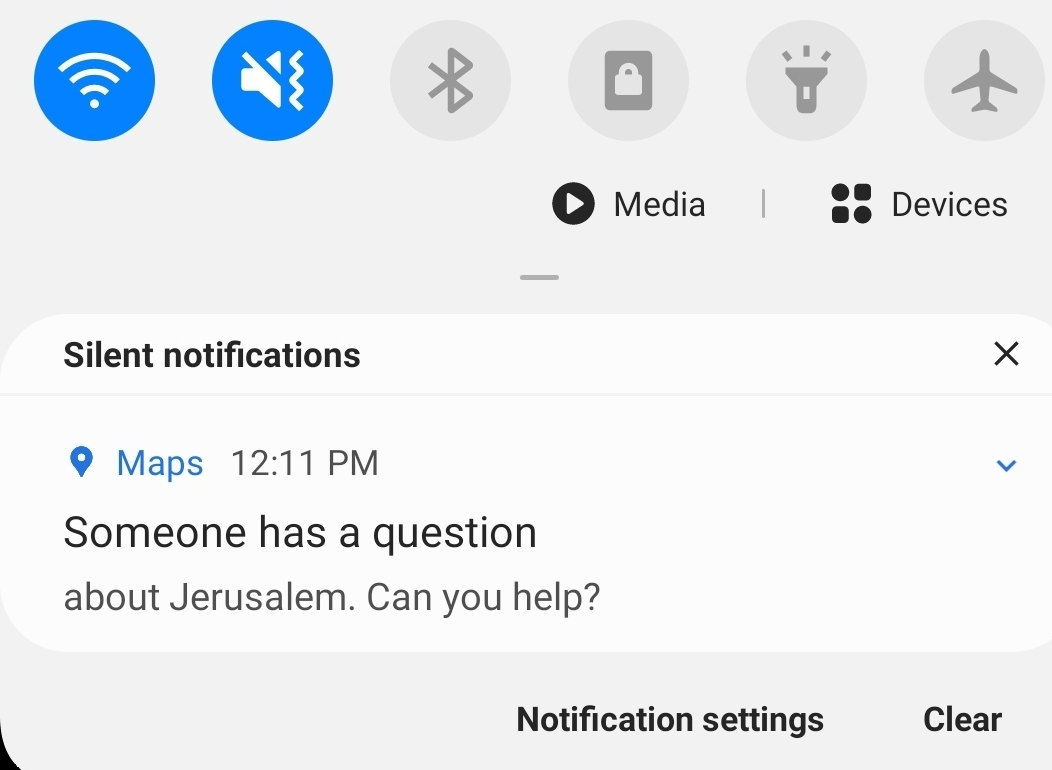 Media | Devices
Silent notifications
Maps 12:11 PM
Someone has a question
about Jerusalem. Can you help?
Notification settings Clear